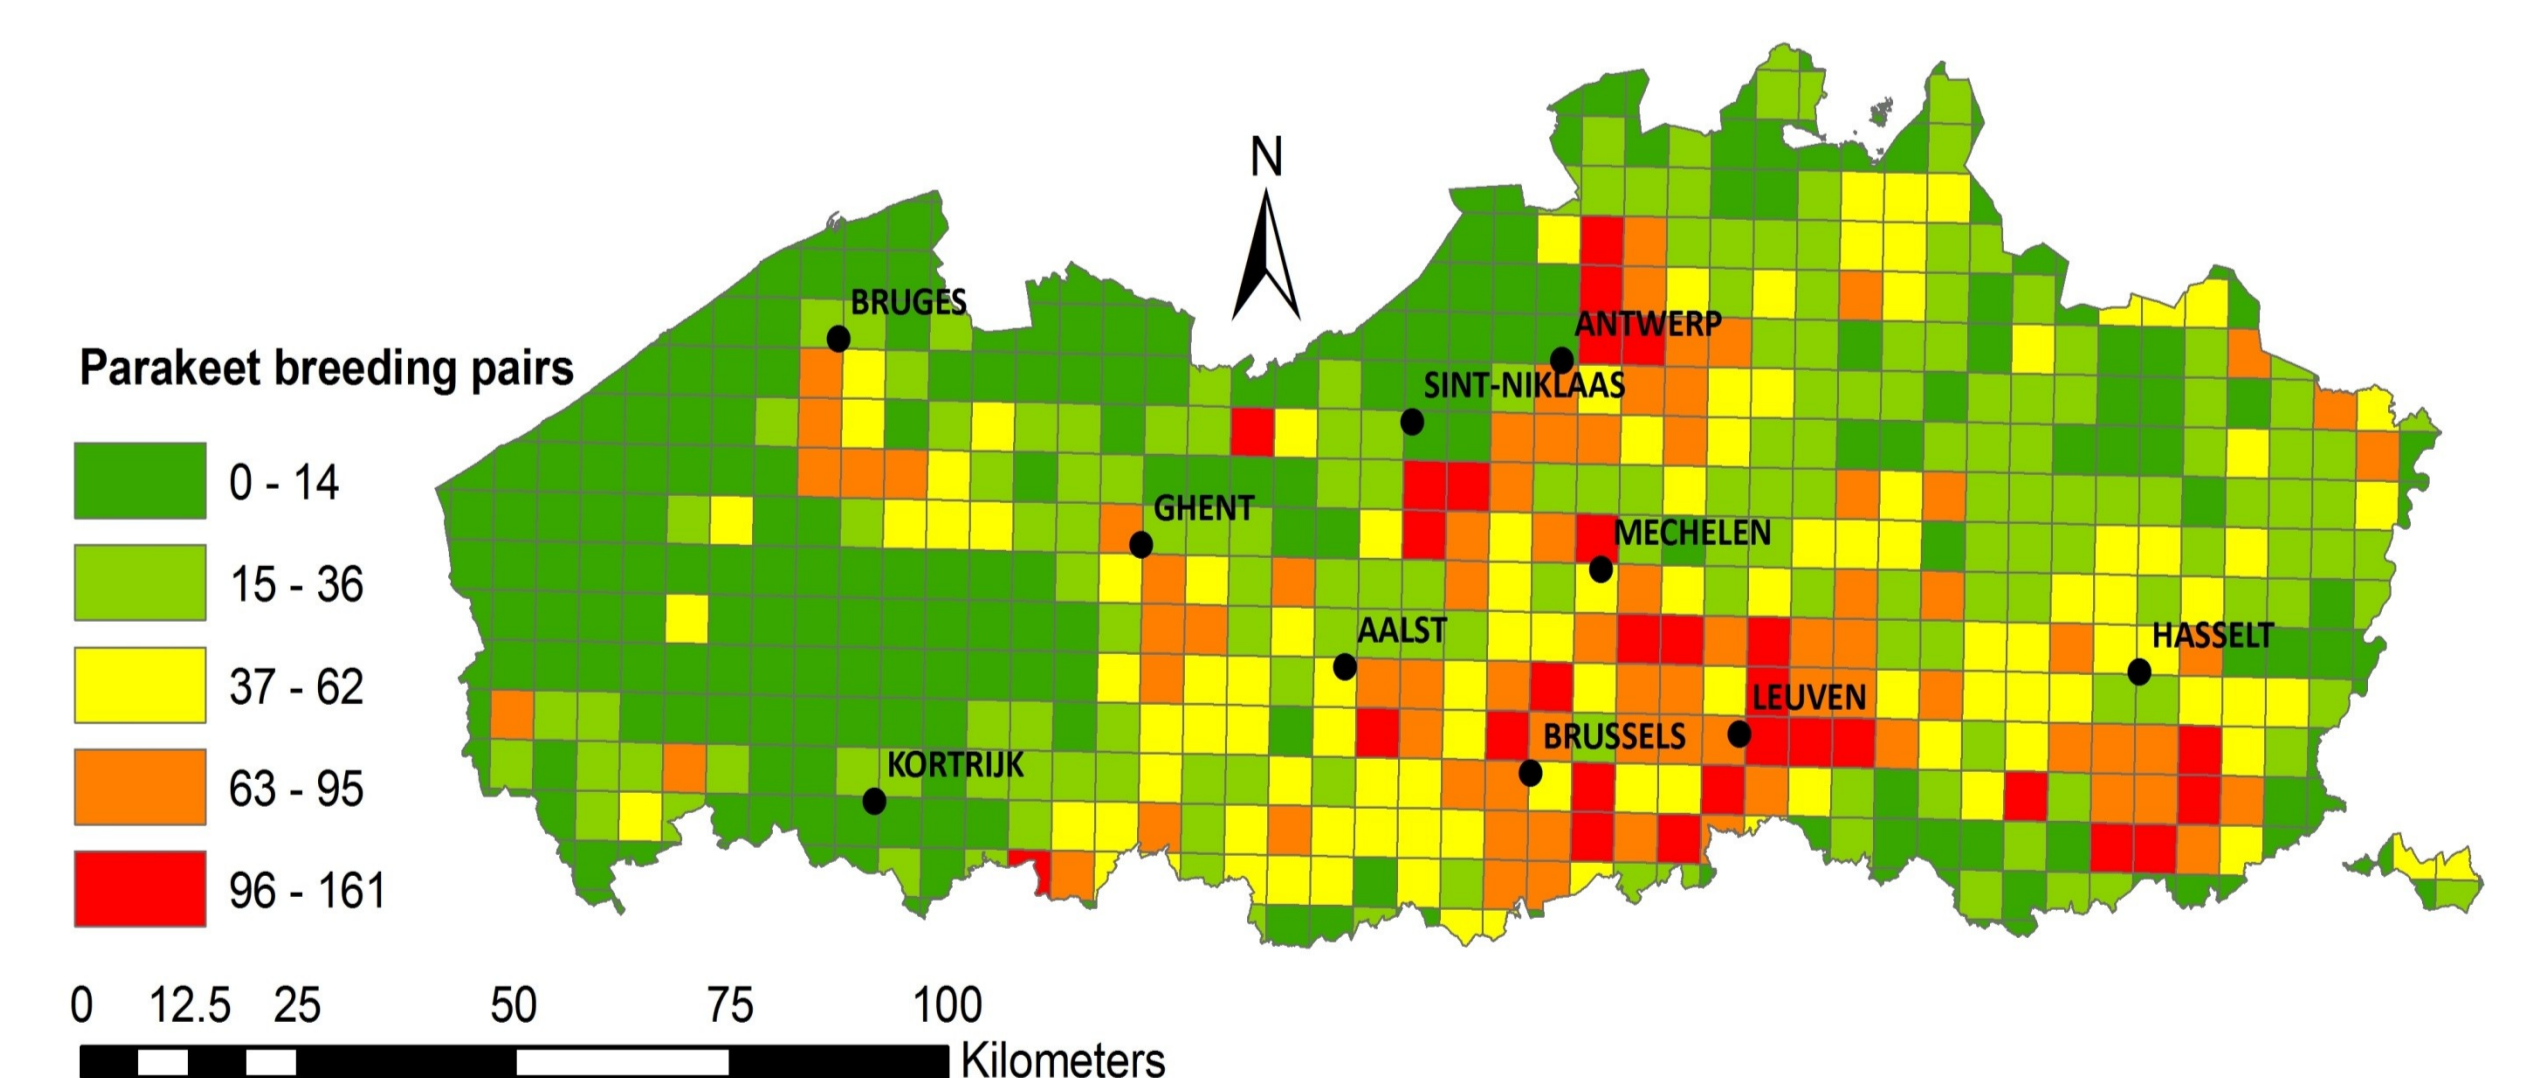 N
BRUGES
ANTWERP
Parakeet breeding pairs
SINT-NIKLAAS
0 - 14
GHENT
MECHELEN
15 - 36
AALST
HASSELT
37 - 62
LEUVEN
BRUSSELS
KORTRIJK
63 - 95
96 - 161
0 12.5 25 50 75 100
Kilometers